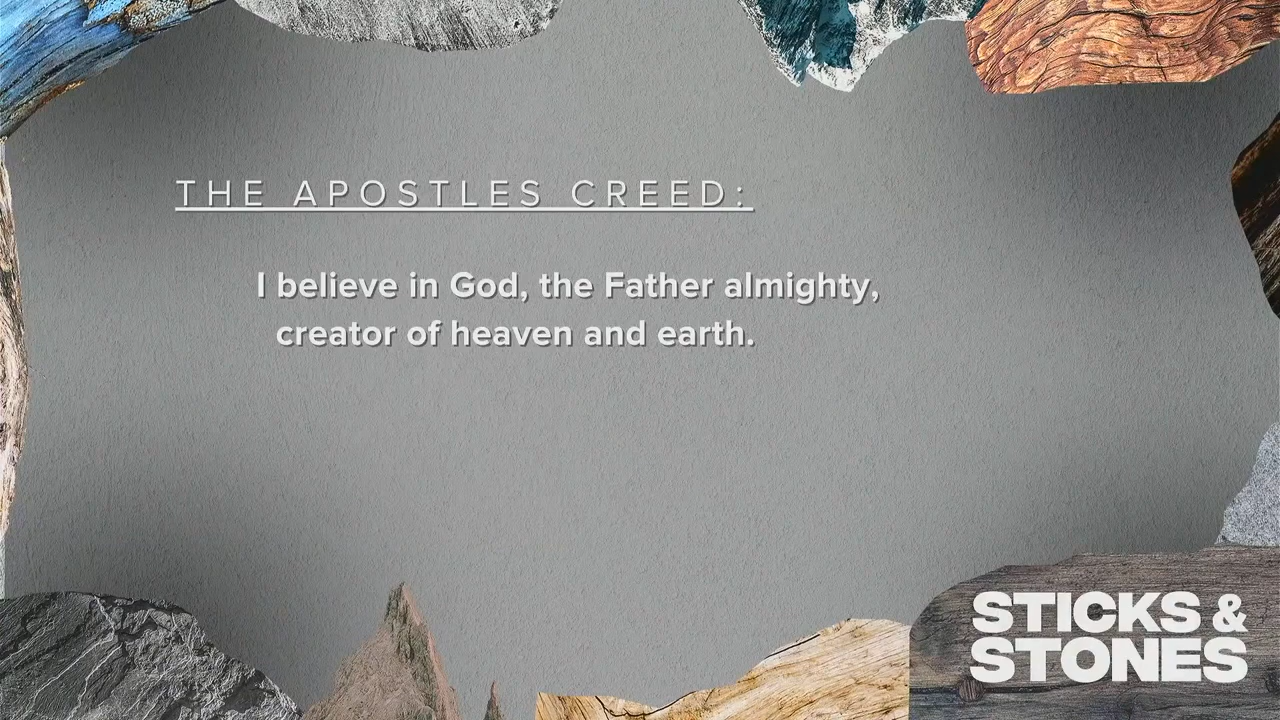 THE APOSTLES CREED:
I believe in God, the Father almighty,
creator of heaven and earth.
STICKS &
STONES